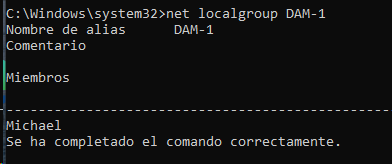 C:\Windows\system32>net localgroup DAM-1
Nombre de alias DAM-1
Comentario
Miembros
-------------------------------------------------
Michael
Se ha completado el comando correctamente.